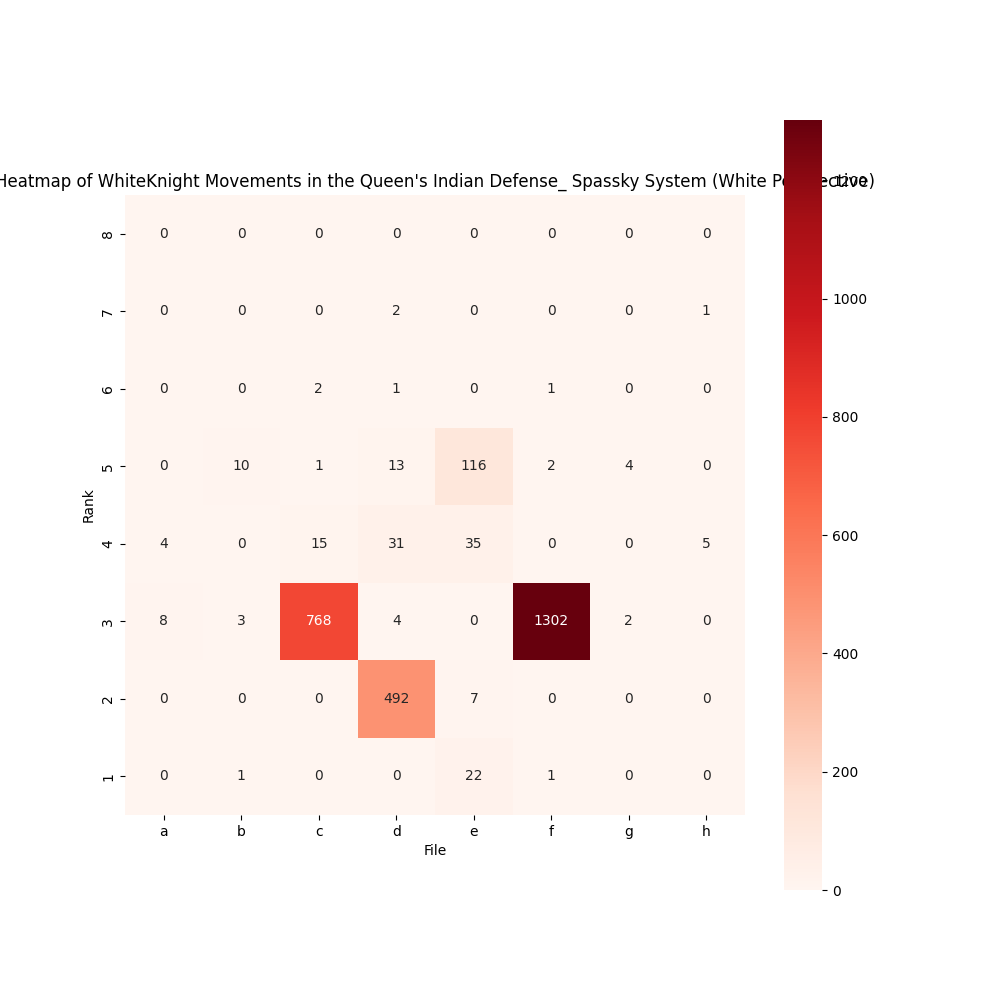 Heatmap of WhiteKnight Movements in the Queen's Indian Defense_ Spassky System (White
1200
8 0 0 0 0 0 0 0 0
7 0 0 0 2 0 0 0 1
1000
6 0 0 2 1 0 1 0 0
800
5 0 10 1 13 116 2 4 0
Rank
4 4 0 15 31 35 0 0 5
600
3 8 3 768 4 0 1302 2 0
400
2 0 0 0 492 7 0 0 0
200
1 0 1 0 0 22 1 0 0
a b c d e f g h
File
0